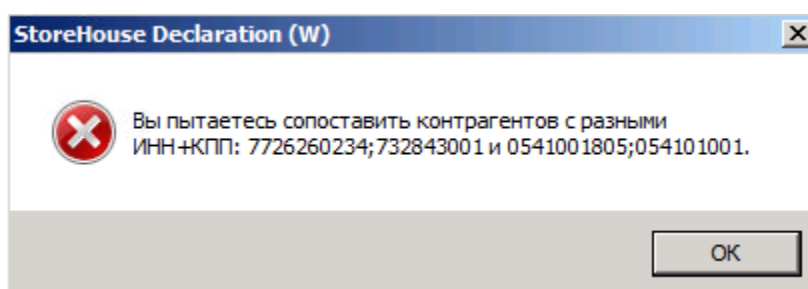 StoreHouse Declaration (W)
Вы пытаетесь сопоставить контрагентов с разными
ИНН+КПП: 7726260234;732843001 и 0541001805;054101001.
OK